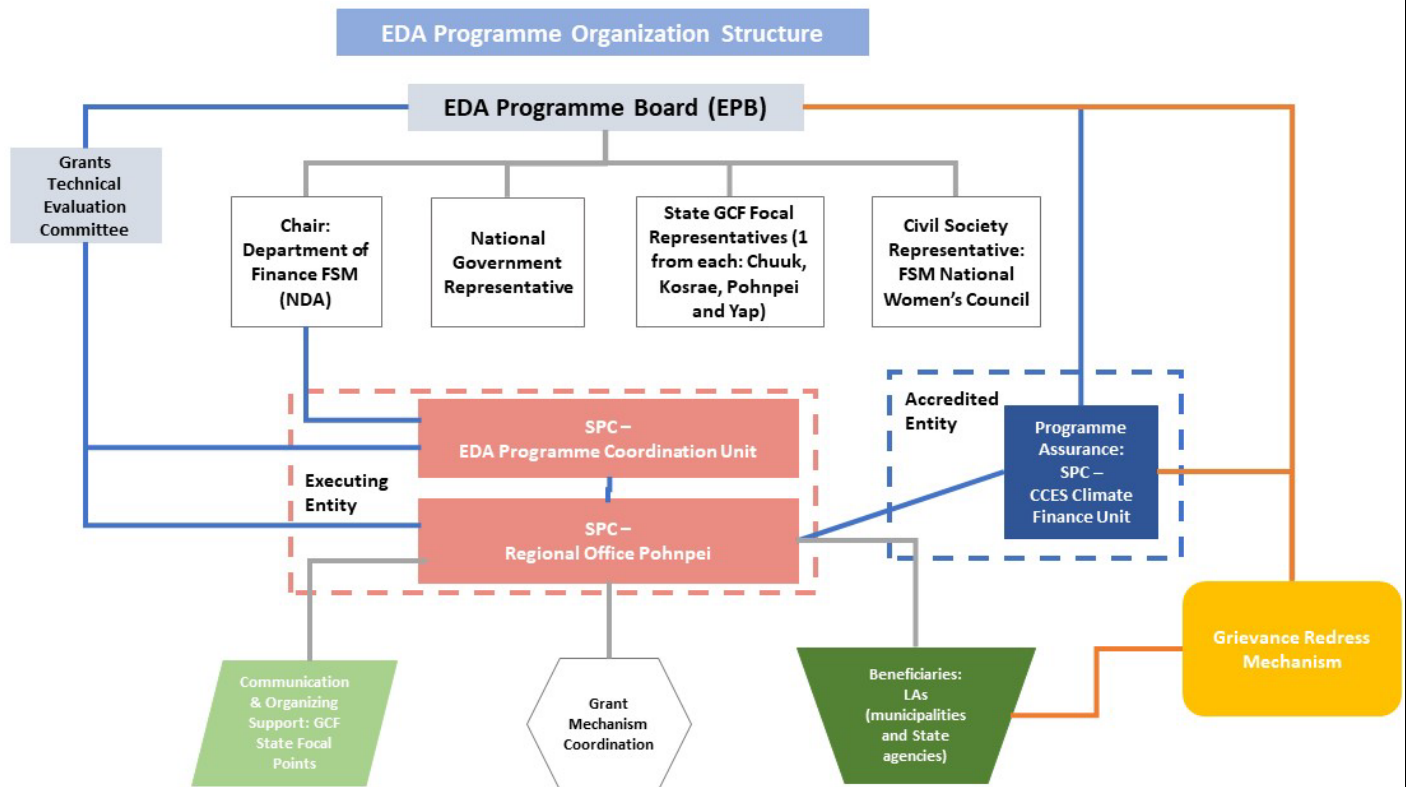 EDA Programme Organization Structure
EDA Programme Board (EPB)
Grants
Technical
Evaluation
Committee
Chair:
Department of
Finance FSM
(NDA)
National
Government
Representative
State GCF Focal
Representatives (1
from each: Chuuk,
Kosrae, Pohnpei
and Yap)
Civil Society
Representative:
FSM National
Women's Council
Executing
Entity
SPC –
EDA Programme Coordination Unit
SPC –
Regional Office Pohnpei
Accredited
Entity
Programme
Assurance:
SPC –
CCES Climate
Finance Unit
Communication
& Organizing
Support: GCF
State Focal
Points
Grant
Mechanism
Coordination
Beneficiaries:
LAs
(municipalities
and State
agencies)
Grievance Redress
Mechanism